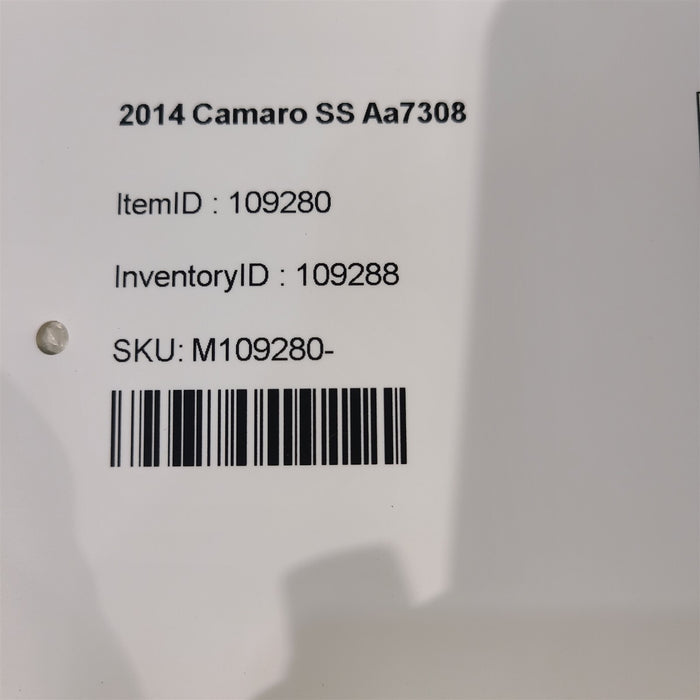 2014 Camaro SS Aa7308
ItemID : 109280
InventoryID : 109288
SKU: M109280-